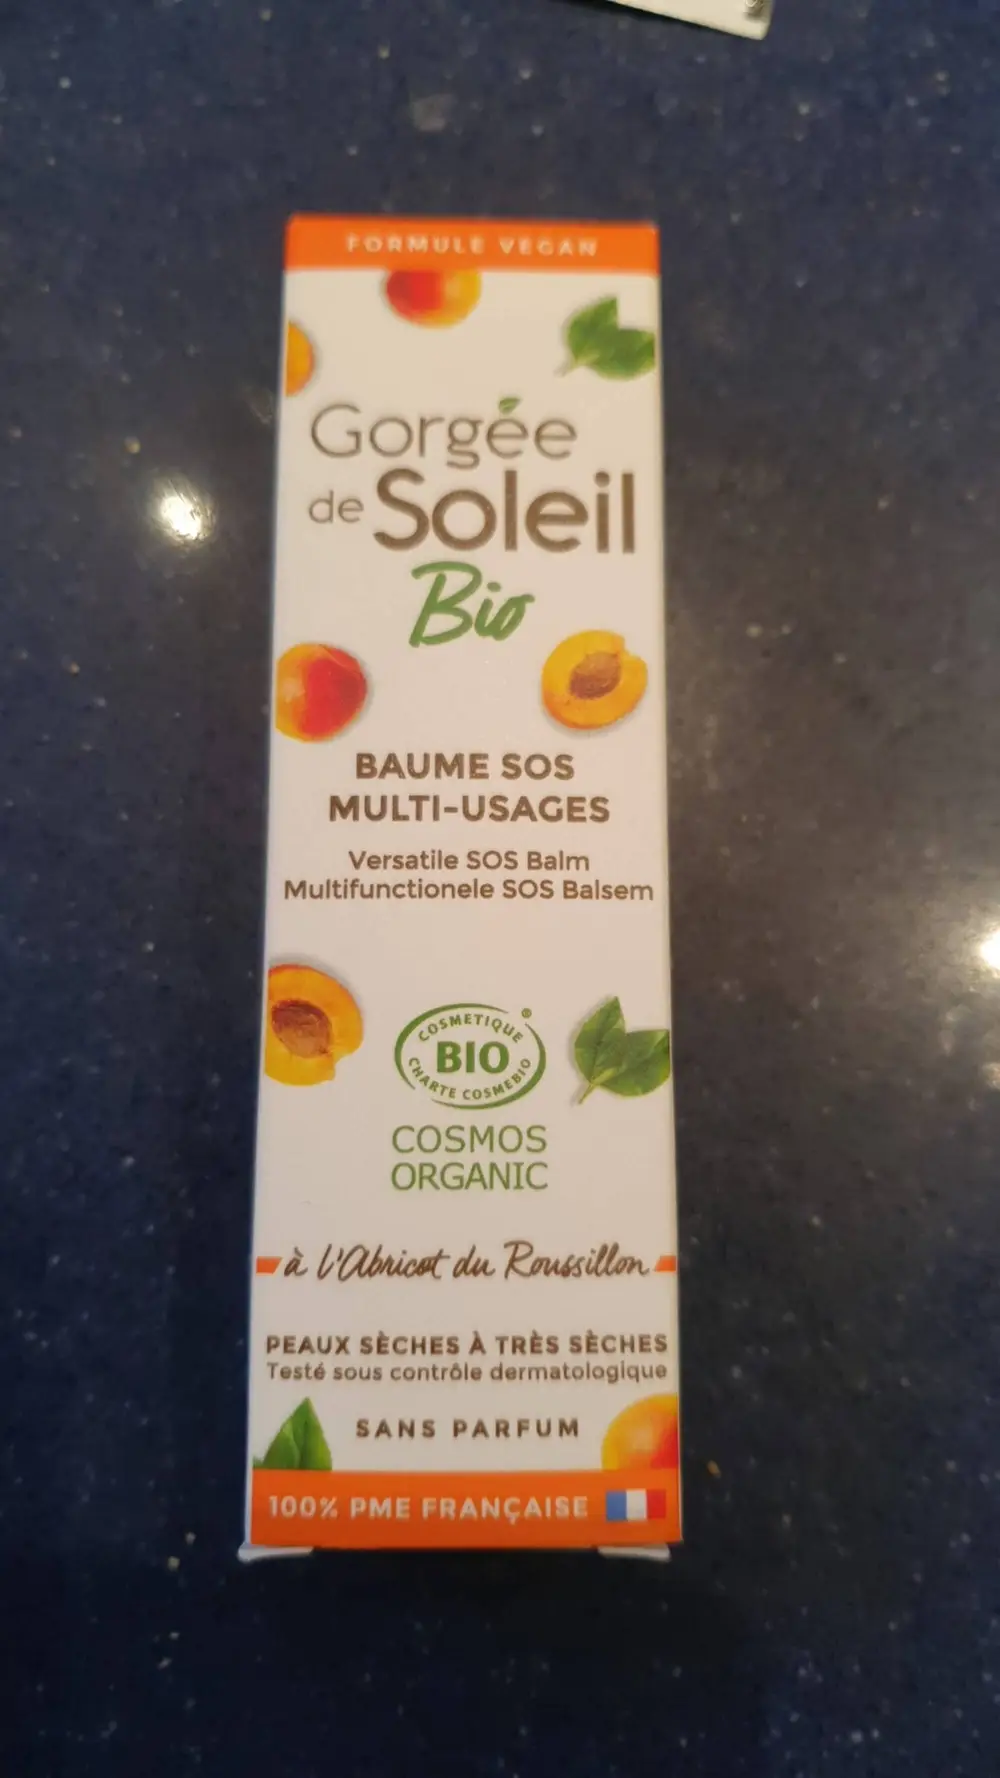 FORMULE VEGAN
Gorgée
de Soleil
Bio
BAUME SOS
MULTI-USAGES
Versatile SOS Balm
Multifunctionele SOS Balsem
COSMETIQUE ®
BIO
CHARTE COSMEBIO
COSMOS
ORGANIC
à l'Abricot du Roussillon
PEAUX SÈCHES À TRÈS SÈCHES
Testé sous contrôle dermatologique
SANS PARFUM
100% PME FRANÇAISE